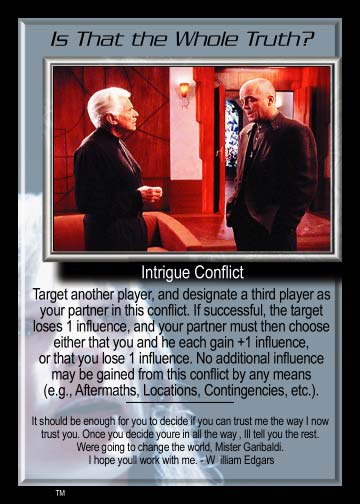 Is That the Whole Truth?
Intrigue Conflict
Target another player, and designate a third player as
your partner in this conflict. If successful, the target
loses 1 influence, and your partner must then choose
either that you and he each gain +1 influence,
or that you lose 1 influence. No additional influence
may be gained from this conflict by any means
(e.g., Aftermaths, Locations, Contingencies, etc.).
It should be enough for you to decide if you can trust me the way I now
trust you. Once you decide youre in all the way , Ill tell you the rest.
Were going to change the world, Mister Garibaldi.
I hope youll work with me. - W illiam Edgars
TM